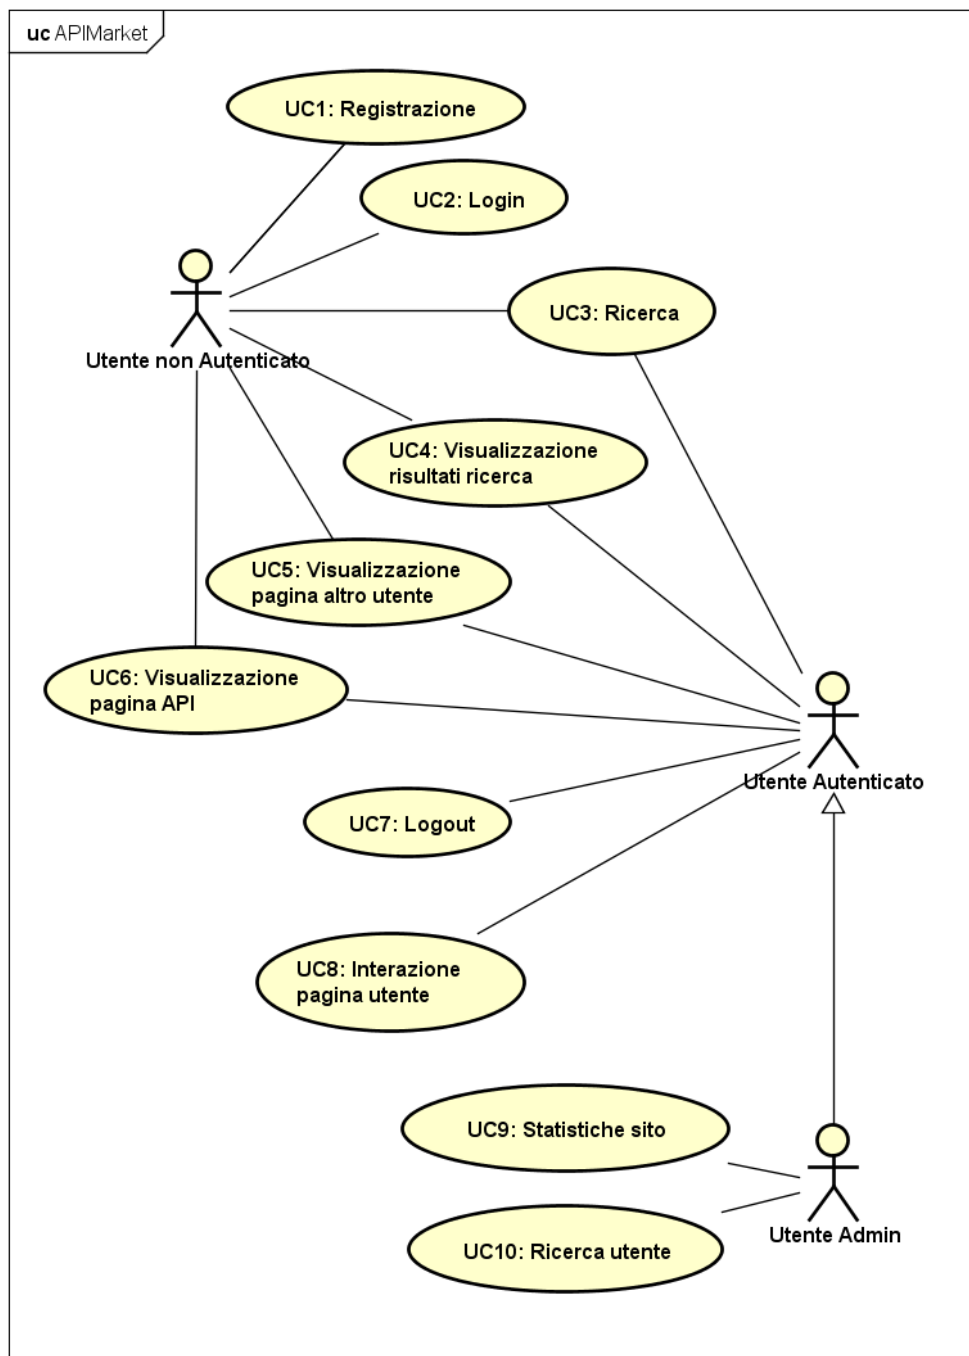 uc APIMarket
UC1: Registrazione
UC2: Login
UC3: Ricerca
Utente non Autenticato
UC4: Visualizzazione
risultati ricerca
UC5: Visualizzazione
pagina altro utente
UC6: Visualizzazione
pagina API
Utente Autenticato
UC7: Logout
UC8: Interazione
pagina utente
UC9: Statistiche sito
Utente Admin
UC10: Ricerca utente